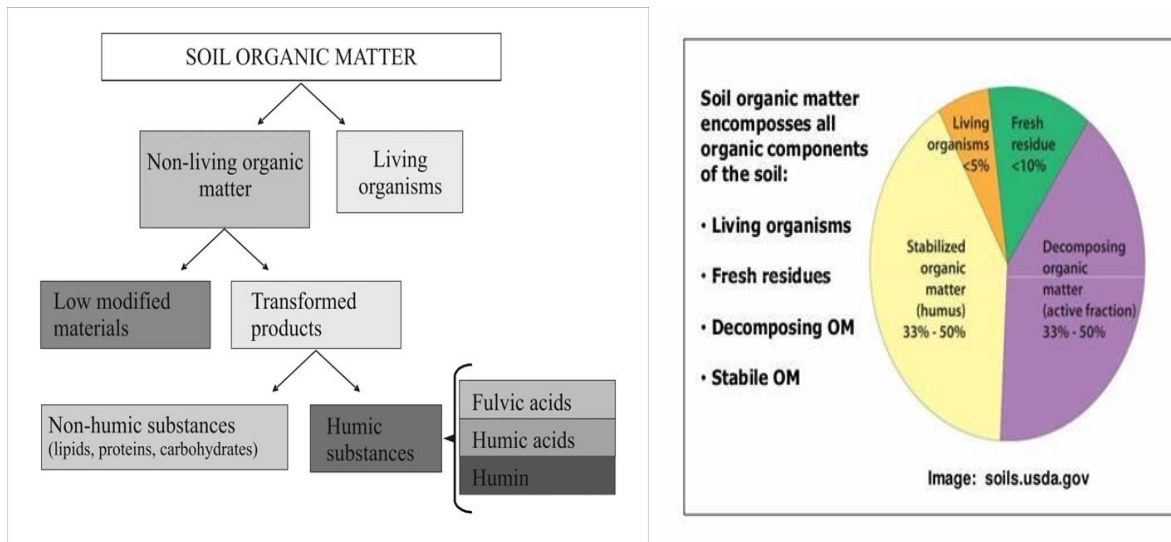 SOIL ORGANIC MATTER
Non-living organic
matter
Living
organisms
Low modified
materials
Transformed
products
Non-humic substances
(lipids, proteins, carbohydrates)
Humic
substances
Fulvic acids
Humic acids
Humin
Soil organic matter
encomposses all
organic components
of the soil:
• Living organisms
• Fresh residues
• Decomposing OM
• Stabile OM
Living
organisms
<5%
Fresh
residue
<10%
Stabilized
organic
matter
(humus)
33% - 50%
Decomposing
organic
matter
(active fraction)
33% - 50%
Image: soils.usda.gov